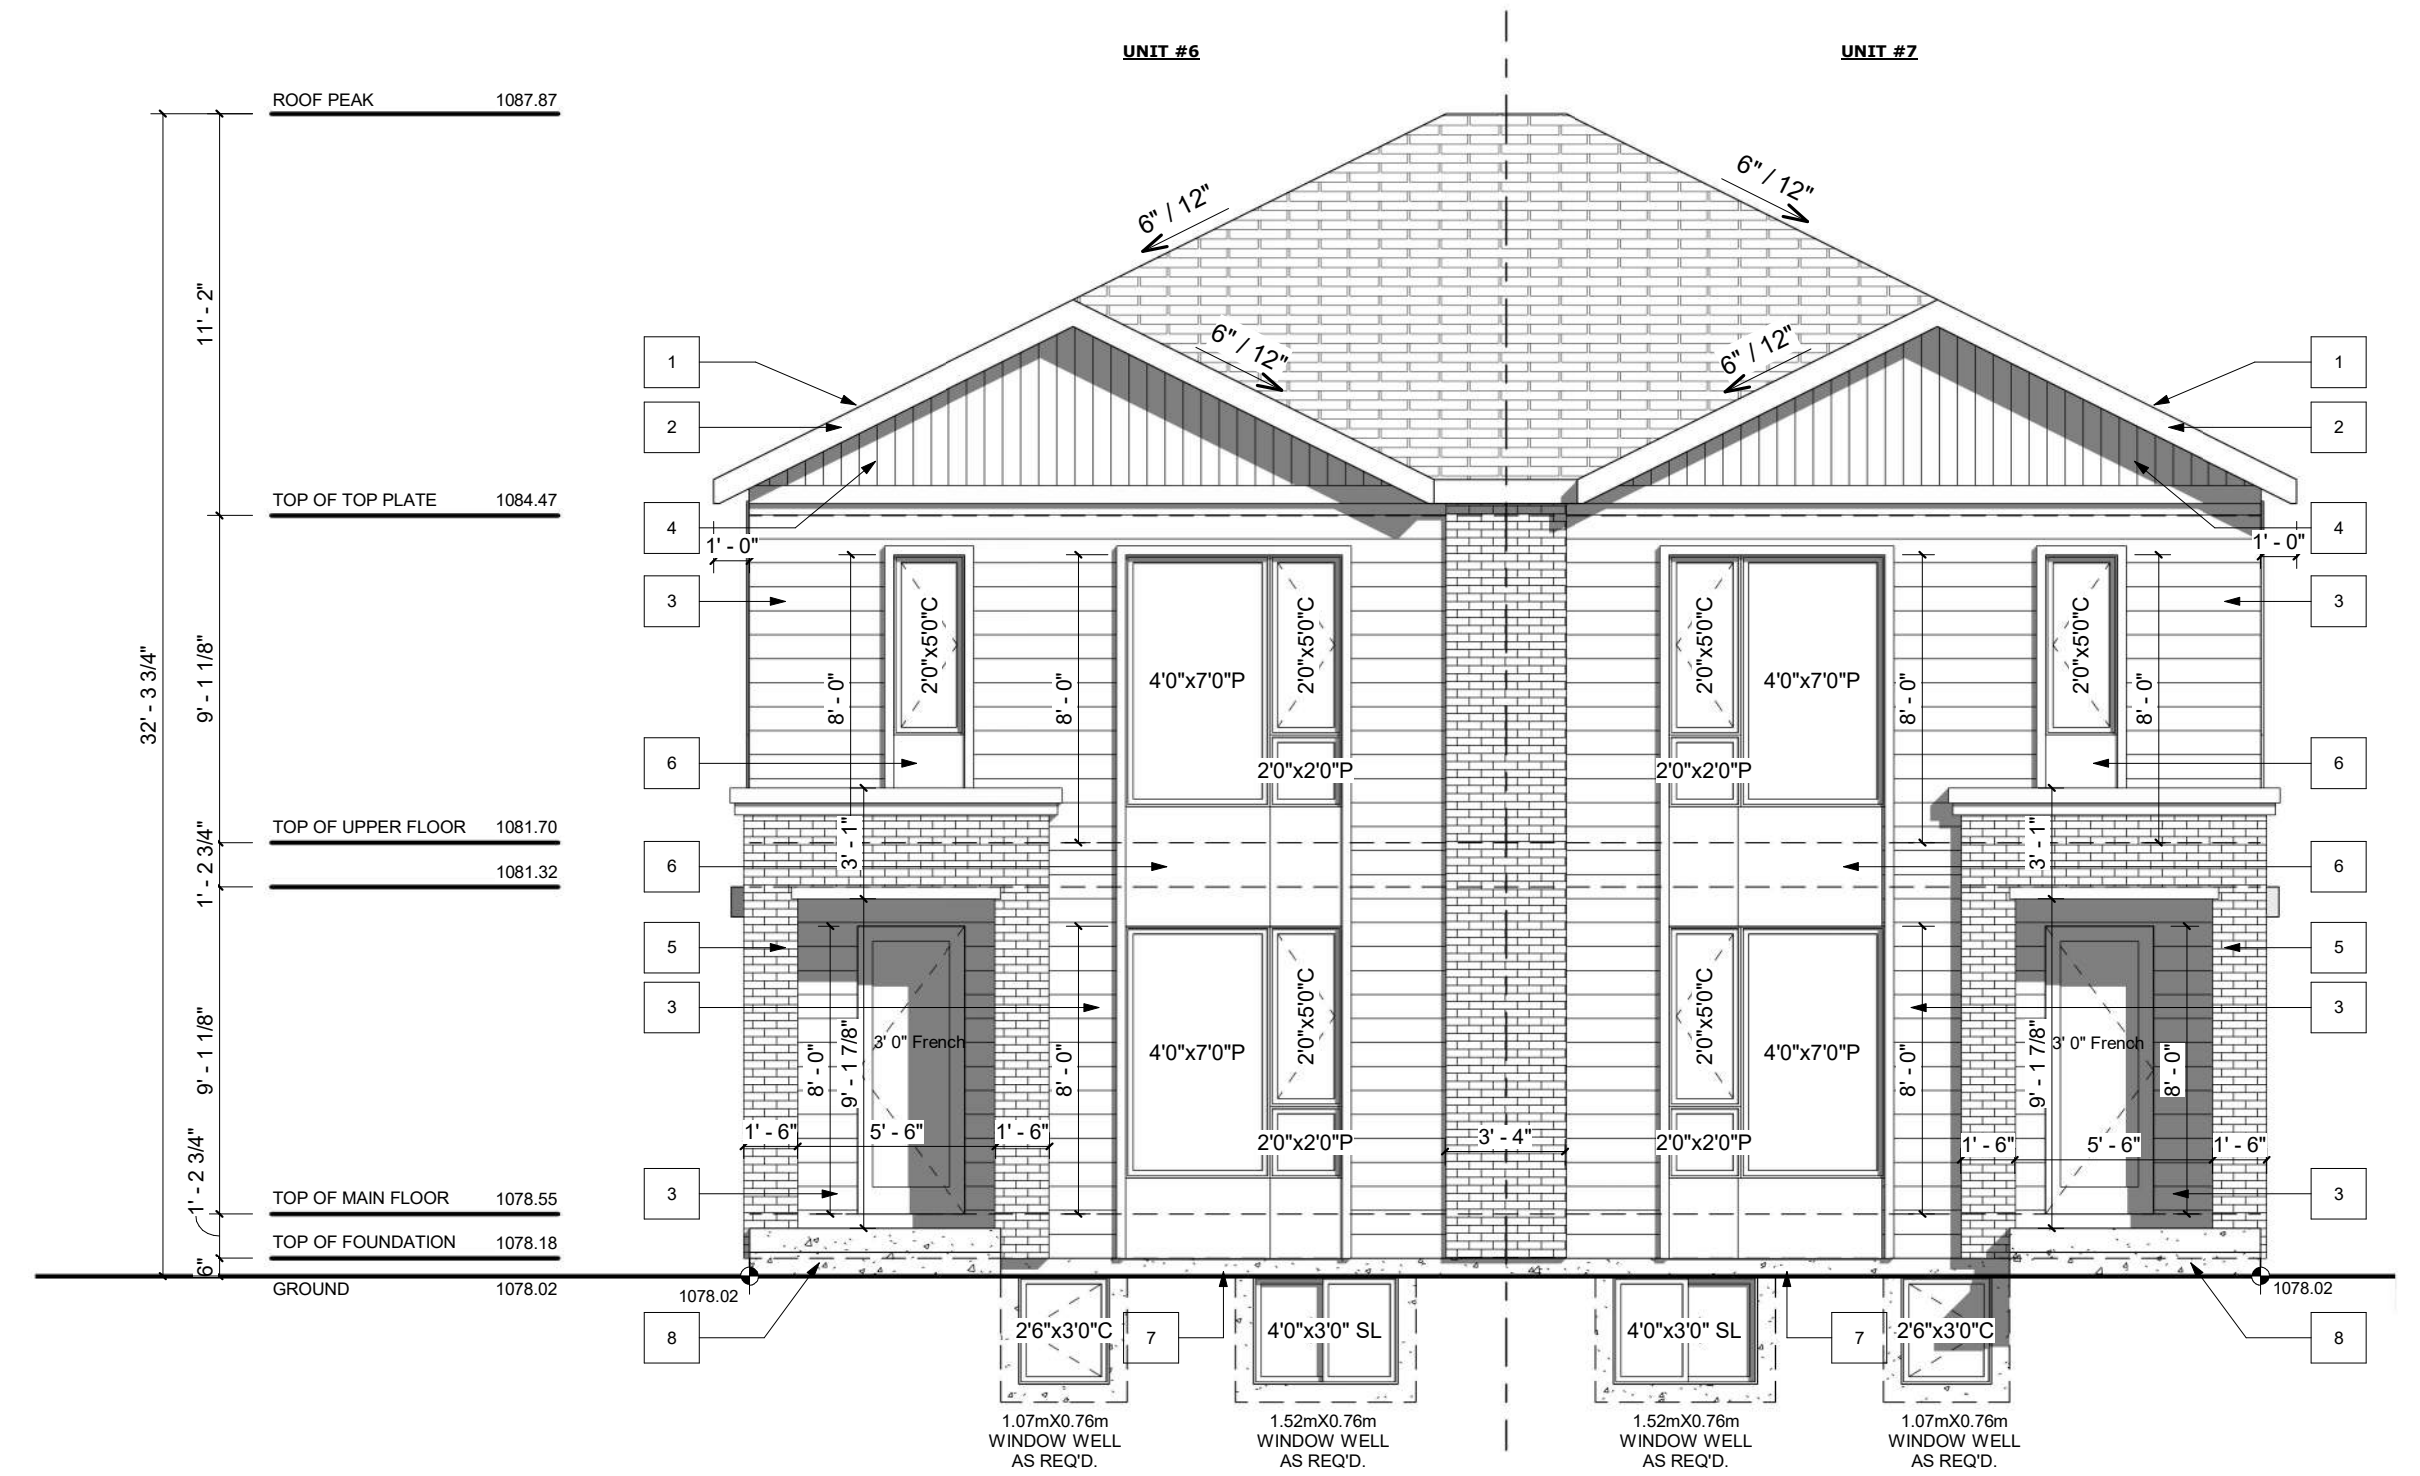 UNIT #6
UNIT #7
ROOF PEAK 1087.87
6" / 12"
6" / 12"
11' - 2"
6" / 12"
6" / 12"
1
1
2
2
TOP OF TOP PLATE 1084.47
4
4
1' - 0"
1' - 0"
3
3
2'0"x5'0"C
2'0"x5'0"C
2'0"x5'0"C
2'0"x5'0"C
32' - 3 3/4"
9' - 1 1/8"
8' - 0"
8' - 0"
4'0"x7'0"P
4'0"x7'0"P
8' - 0"
8' - 0"
6
2'0"x2'0"P
2'0"x2'0"P
6
TOP OF UPPER FLOOR 1081.70
1' - 2 3/4"
3' - 1"
3' - 1"
1081.32
6
6
5
5
3
3
2'0"x5'0"C
2'0"x5'0"C
9' - 1 1/8"
8' - 0"
9' - 1 7/8"
3' 0" French
8' - 0"
4'0"x7'0"P
4'0"x7'0"P
8' - 0"
9' - 1 7/8"
3' 0" French
8' - 0"
1' - 6"
5' - 6"
1' - 6"
2'0"x2'0"P
3' - 4"
2'0"x2'0"P
1' - 6"
5' - 6"
1' - 6"
1' - 2 3/4"
3
3
TOP OF MAIN FLOOR 1078.55
TOP OF FOUNDATION 1078.18
6"
GROUND 1078.02
1078.02
1078.02
8
2'6"x3'0"C
7
4'0"x3'0" SL
4'0"x3'0" SL
7
2'6"x3'0"C
8
1.07mX0.76m
WINDOW WELL
AS REQ'D.
1.52mX0.76m
WINDOW WELL
AS REQ'D.
1.52mX0.76m
WINDOW WELL
AS REQ'D.
1.07mX0.76m
WINDOW WELL
AS REQ'D.